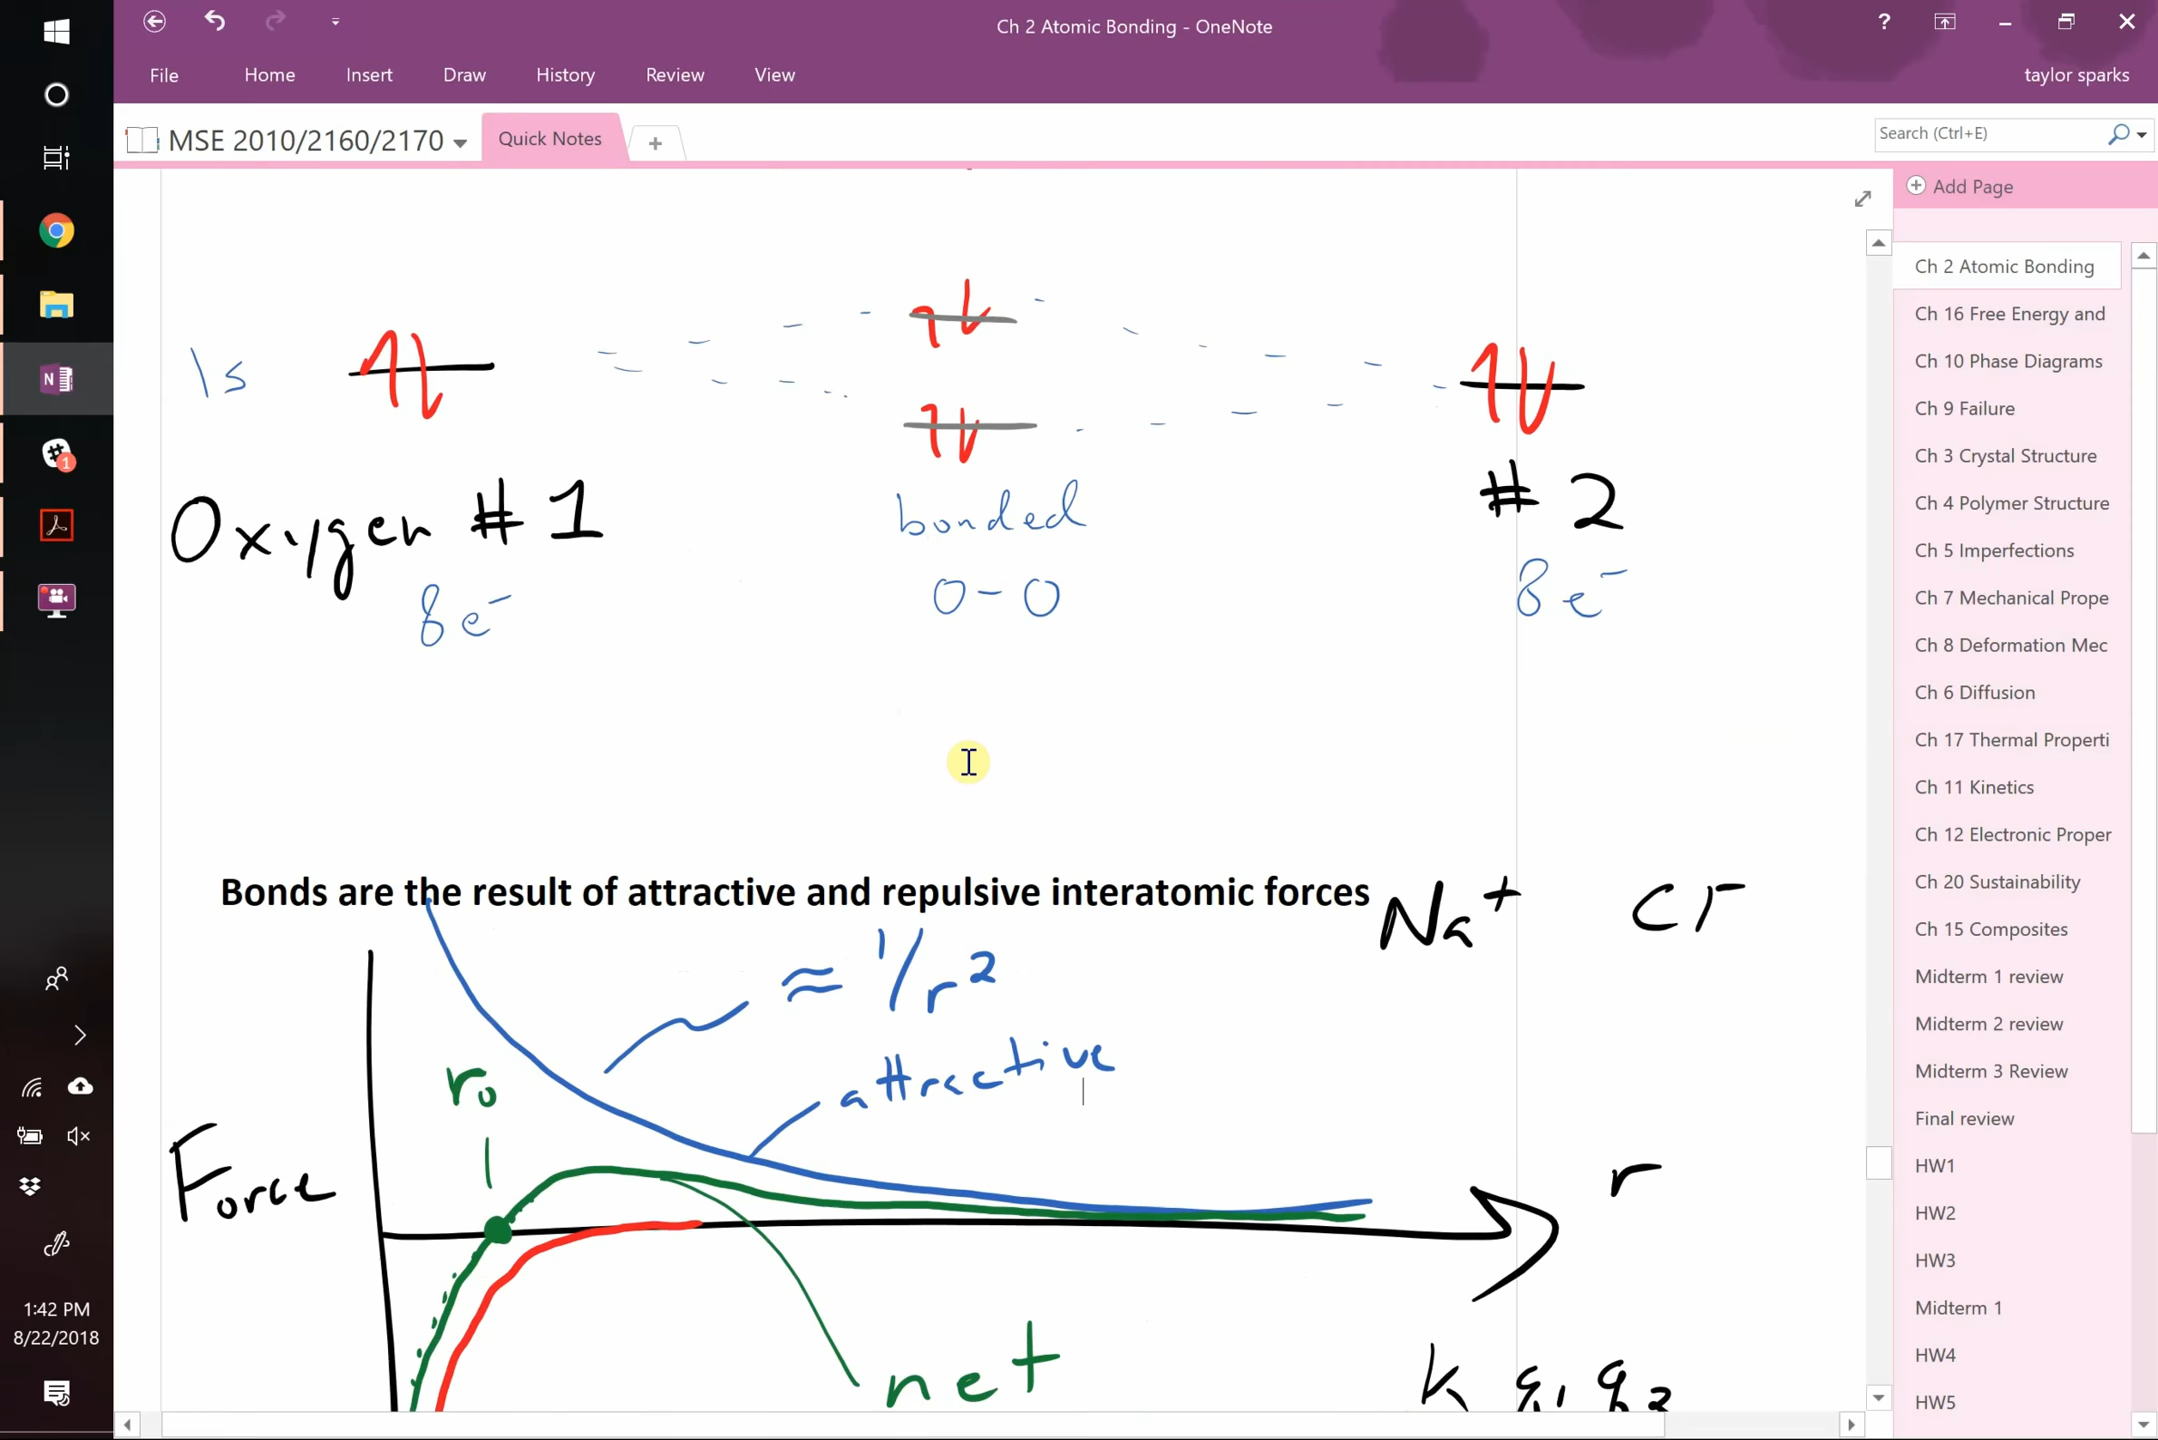 Ch 2 Atomic Bonding - OneNote
?
File Home Insert Draw History Review View
taylor sparks
MSE 2010/2160/2170
Quick Notes
+
Search (Ctrl+E)
Add Page
Ch 2 Atomic Bonding
Ch 16 Free Energy and
Ch 10 Phase Diagrams
Ch 9 Failure
Ch 3 Crystal Structure
Ch 4 Polymer Structure
Ch 5 Imperfections
Ch 7 Mechanical Prope
Ch 8 Deformation Mec
Ch 6 Diffusion
Ch 17 Thermal Properti
Ch 11 Kinetics
Ch 12 Electronic Proper
Ch 20 Sustainability
Ch 15 Composites
Midterm 1 review
Midterm 2 review
Midterm 3 Review
Final review
HW1
HW2
HW3
Midterm 1
HW4
HW5
1s
Oxygen #1
8e⁻
bonded
O-O
#2
8e⁻
Bonds are the result of attractive and repulsive interatomic forces
Na⁺ Cl⁻
≈ 1/r²
attractive
r₀
Force
r
net
k q₁ q₂
N
1
1:42 PM
8/22/2018